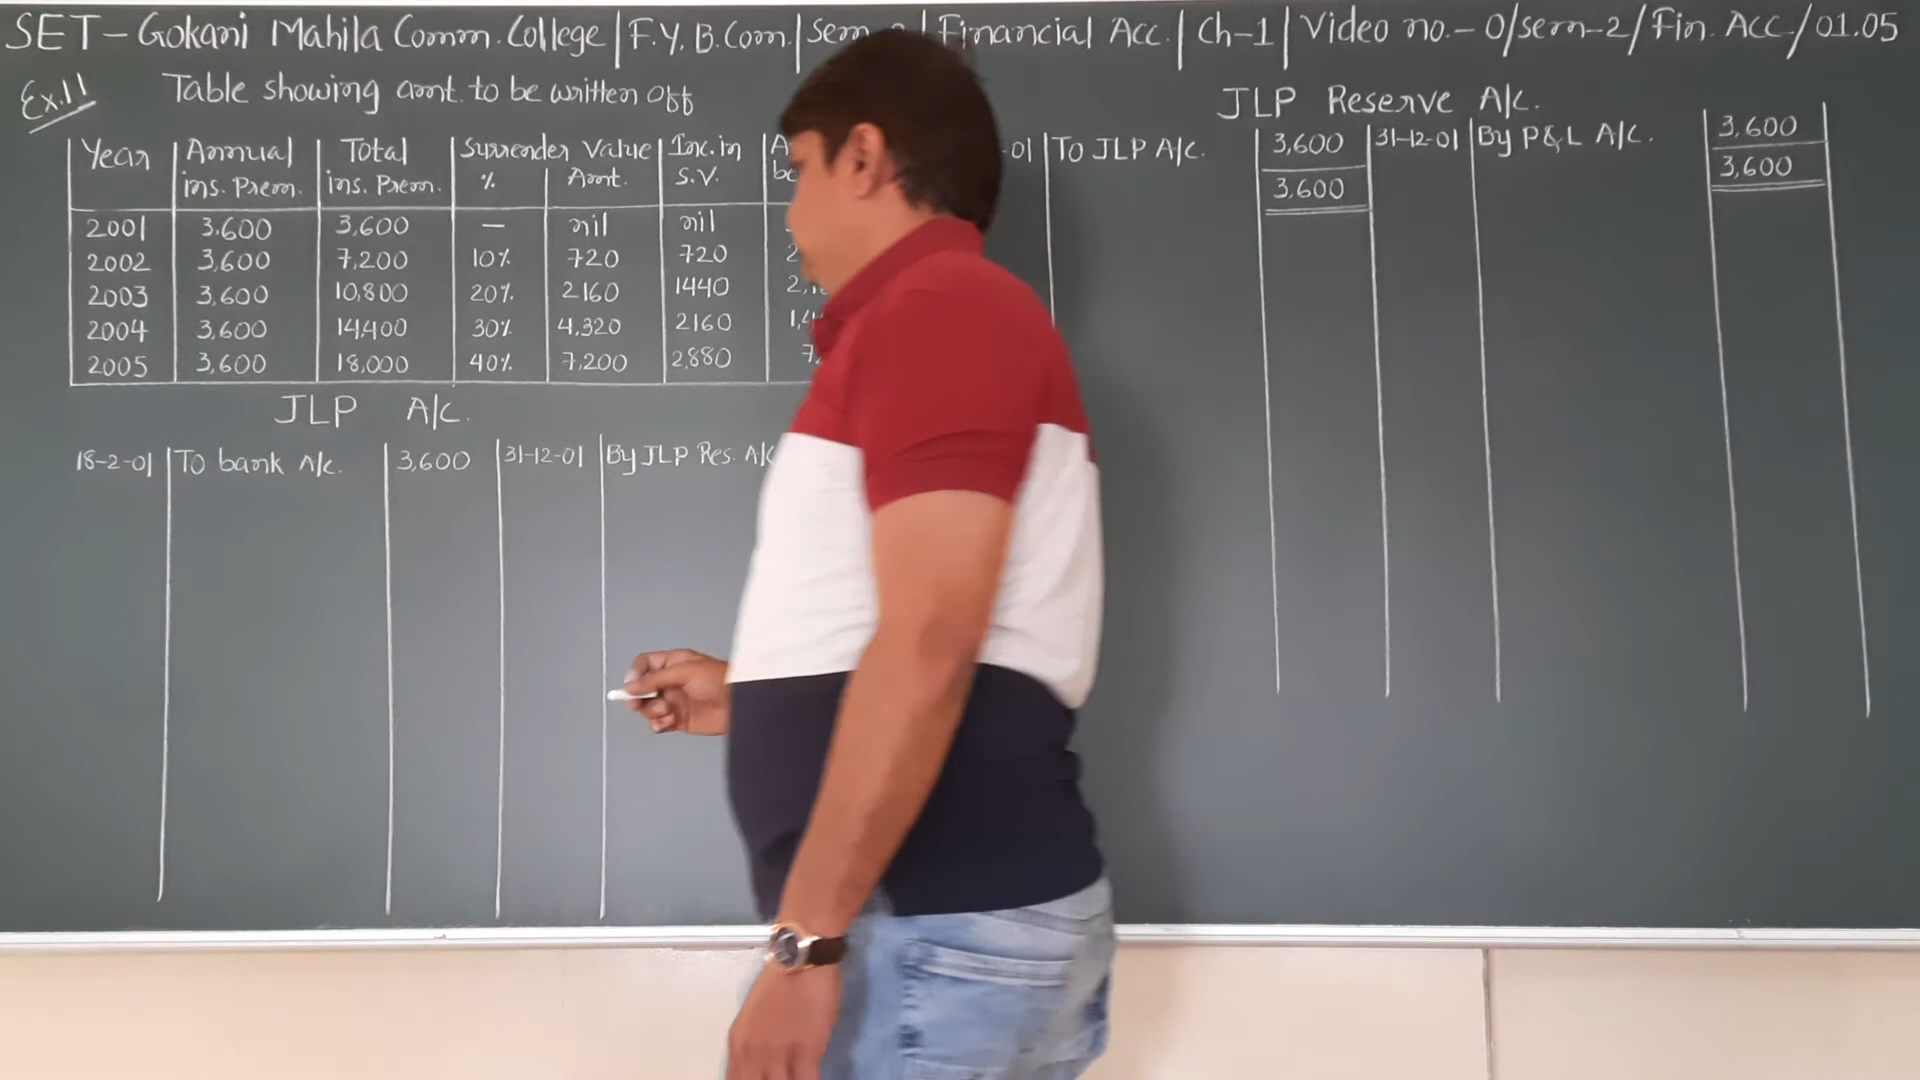 SET-Gokani Mahila Comm. College | F.Y. B.Com. | Sem | Financial Acc. | Ch-1 | Video no.- 0/sem-2/Fin. Acc/01.05
Ex.11 Table showing amt. to be written off
Year | Annual ins. Prem. | Total ins. Prem. | Surrender Value % | Amt. | Inc. in S.V.
2001 | 3,600 | 3,600 | — | nil | nil
2002 | 3,600 | 7,200 | 10% | 720 | 720
2003 | 3,600 | 10,800 | 20% | 2160 | 1440
2004 | 3,600 | 14,400 | 30% | 4,320 | 2160
2005 | 3,600 | 18,000 | 40% | 7,200 | 2,880
JLP A/c.
18-2-01 | To bank A/c. | 3,600 | 31-12-01 | By JLP Res. A/c
JLP Reserve A/c.
-01 | To JLP A/c. | 3,600 | 31-12-01 | By P&L A/c. | 3,600
3,600 | 3,600